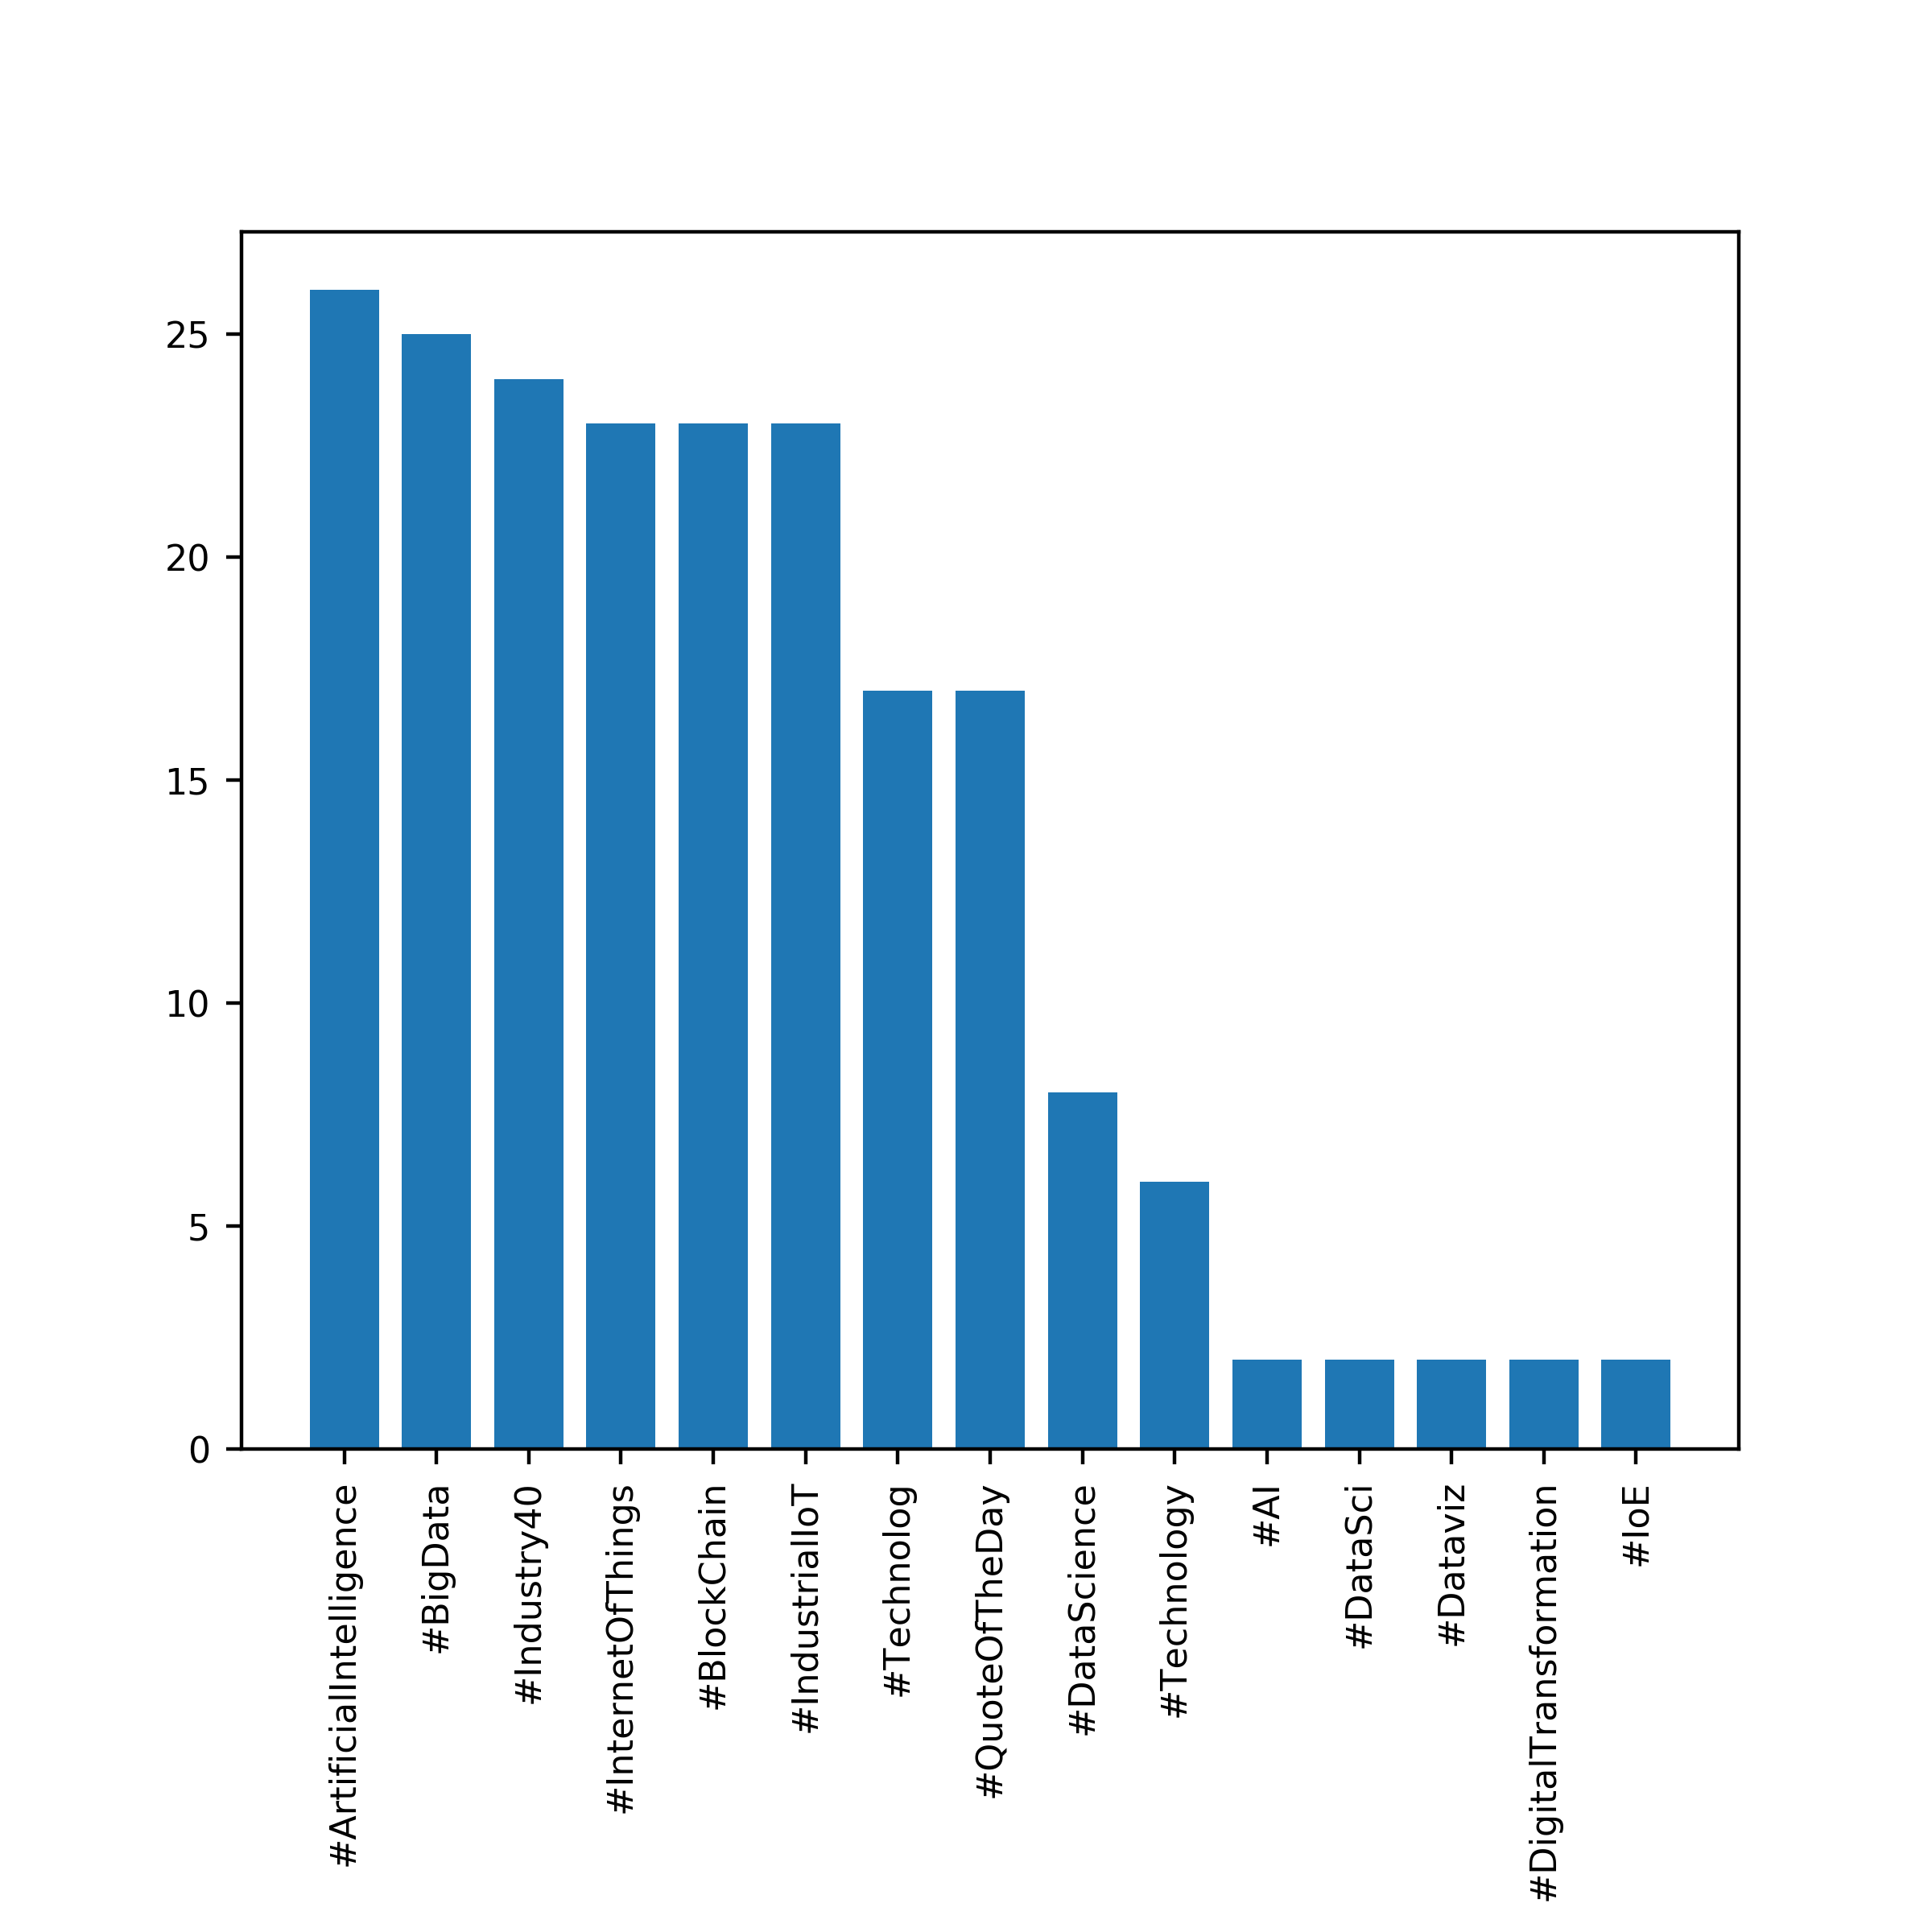 25
20
15
10
5
0
#ArtificialIntelligence
#BigData
#Industry40
#InternetOfThings
#BlockChain
#IndustrialIoT
#Technolog
#QuoteOfTheDay
#DataScience
#Technology
#AI
#DataSci
#Dataviz
#DigitalTransformation
#IoE